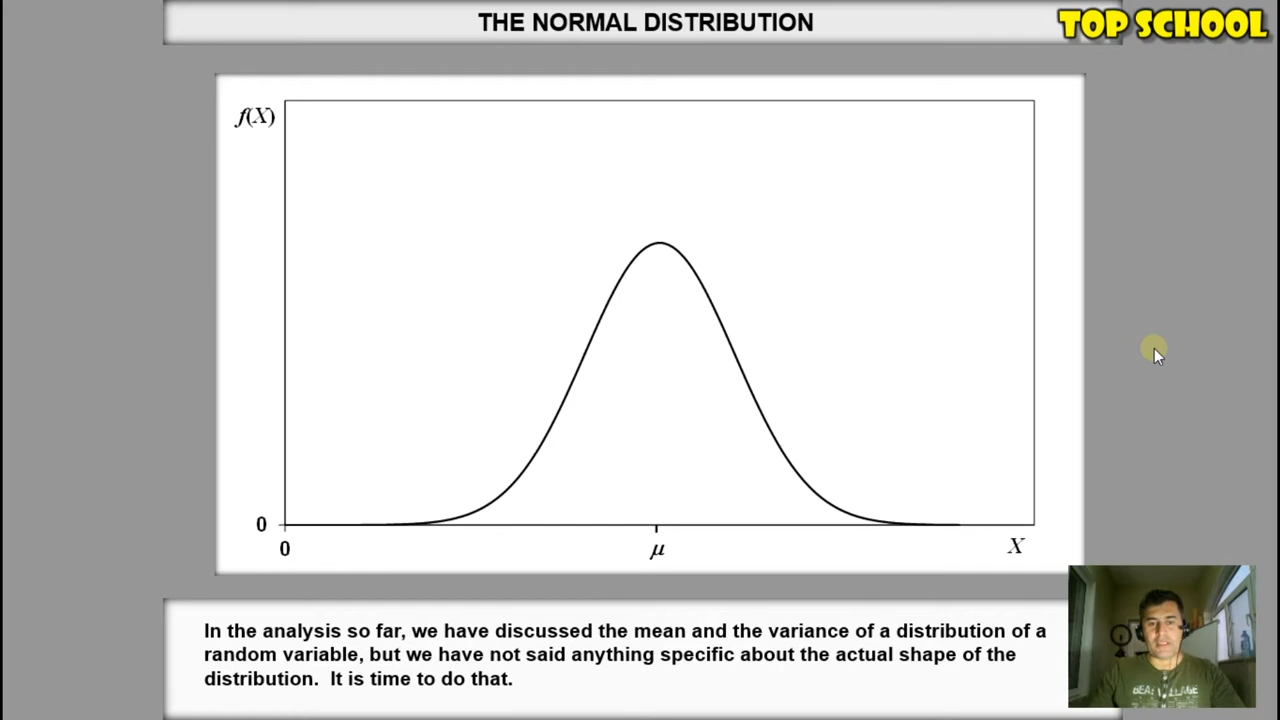 THE NORMAL DISTRIBUTION
TOP SCHOOL
f(X)
0
0
μ
X
In the analysis so far, we have discussed the mean and the variance of a distribution of a
random variable, but we have not said anything specific about the actual shape of the
distribution. It is time to do that.